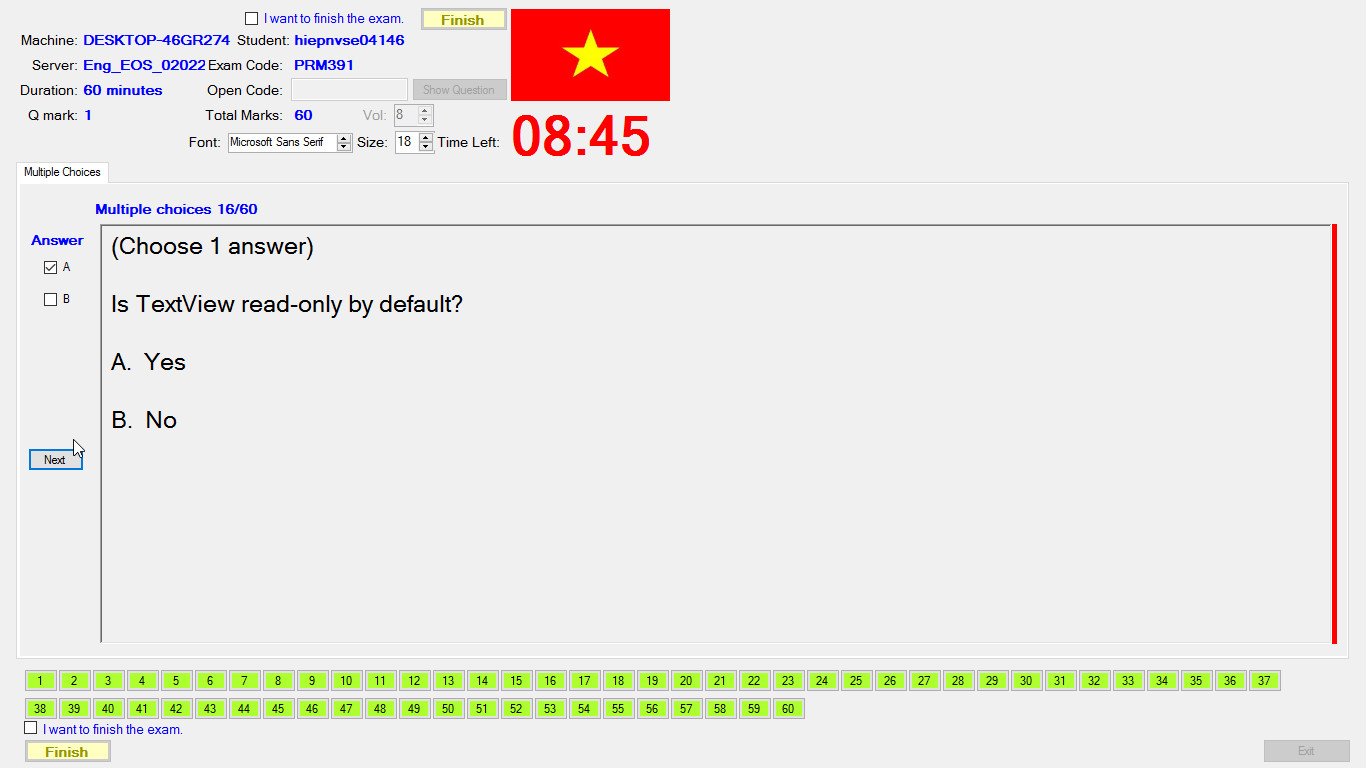 I want to finish the exam. Finish
Machine: DESKTOP-46GR274 Student: hiepnvse04146
Server: Eng_EOS_02022 Exam Code: PRM391
Duration: 60 minutes Open Code: Show Question
Q mark: 1 Total Marks: 60 Vol: 8
Font: Microsoft Sans Serif Size: 18 Time Left: 08:45
Multiple Choices
Multiple choices 16/60
Answer
A
B
(Choose 1 answer)
Is TextView read-only by default?
A. Yes
B. No
Next
1 2 3 4 5 6 7 8 9 10 11 12 13 14 15 16 17 18 19 20 21 22 23 24 25 26 27 28 29 30 31 32 33 34 35 36 37
38 39 40 41 42 43 44 45 46 47 48 49 50 51 52 53 54 55 56 57 58 59 60
I want to finish the exam.
Finish Exit